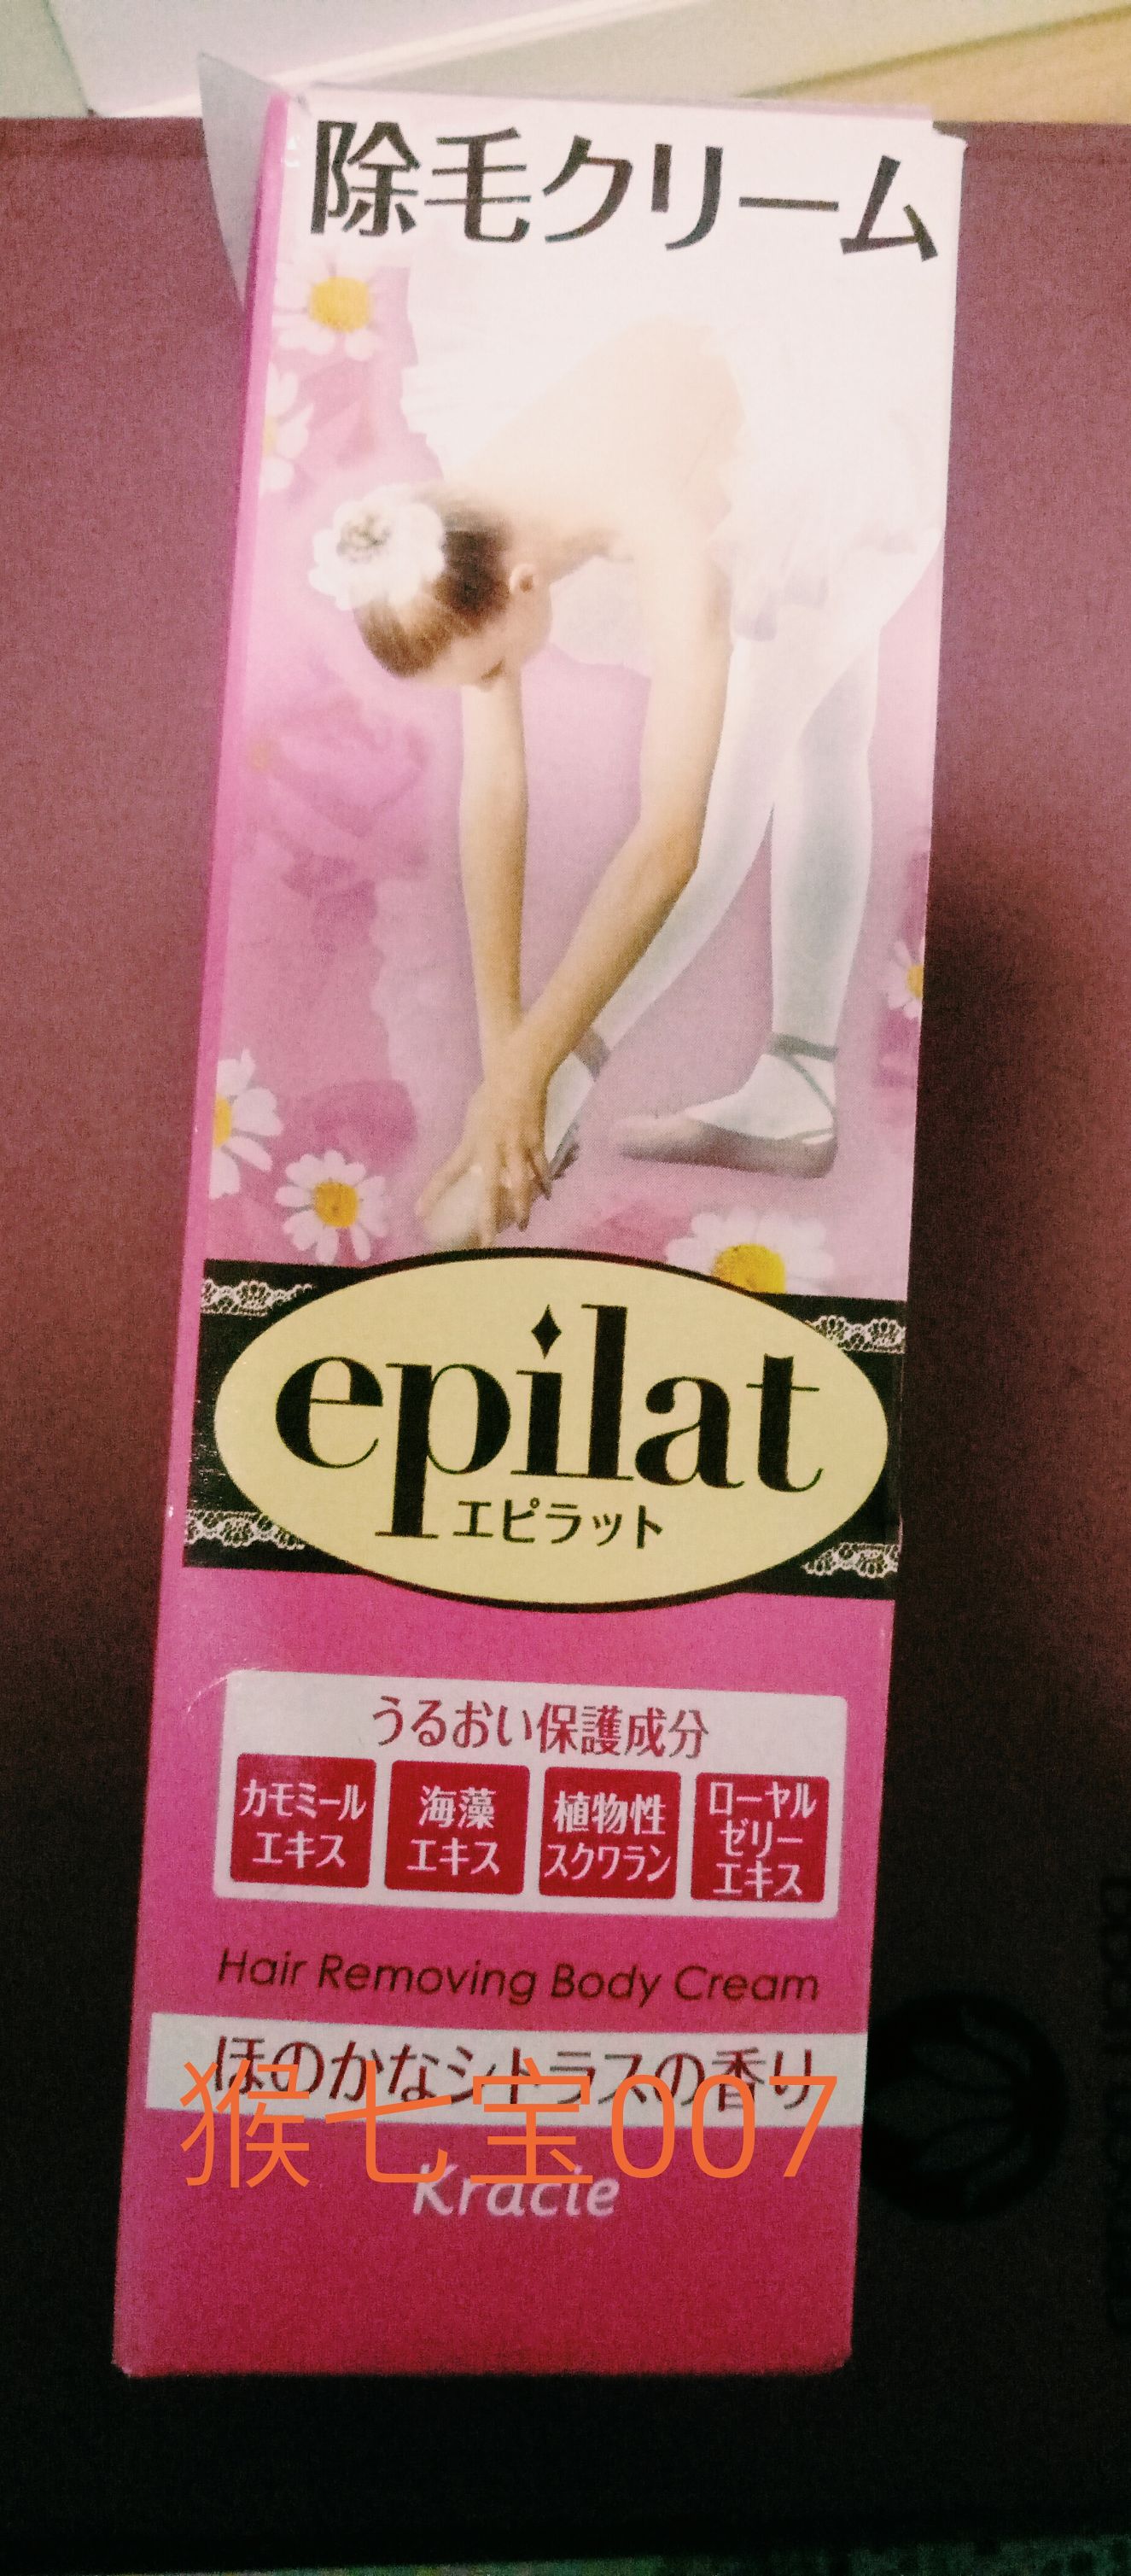 除毛クリーム
epilat
エピラット
うるおい保護成分
カモミール
エキス
海藻
エキス
植物性
スクワラン
ローヤル
ゼリー
エキス
Hair Removing Body Cream
ほのかなシトラスの香り
猴七宝007
Kracie